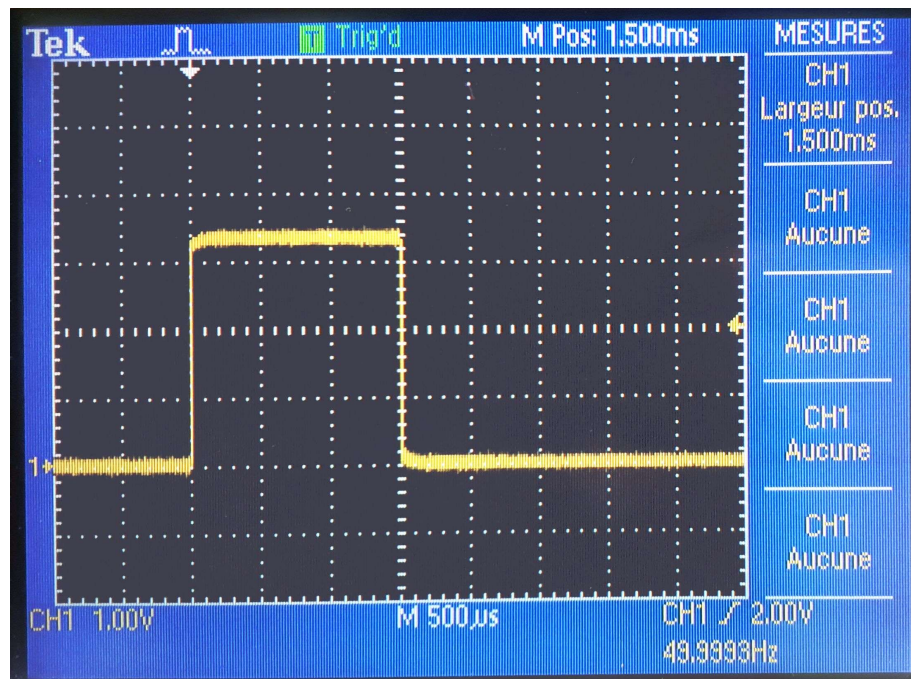 Tek T Trig'd M Pos: 1.500ms MESURES
CH1
Largeur pos.
1.500ms
CH1
Aucune
CH1
Aucune
CH1
Aucune
CH1
Aucune
1
CH1 1.00V M 500µs CH1 2.00V
49.9993Hz